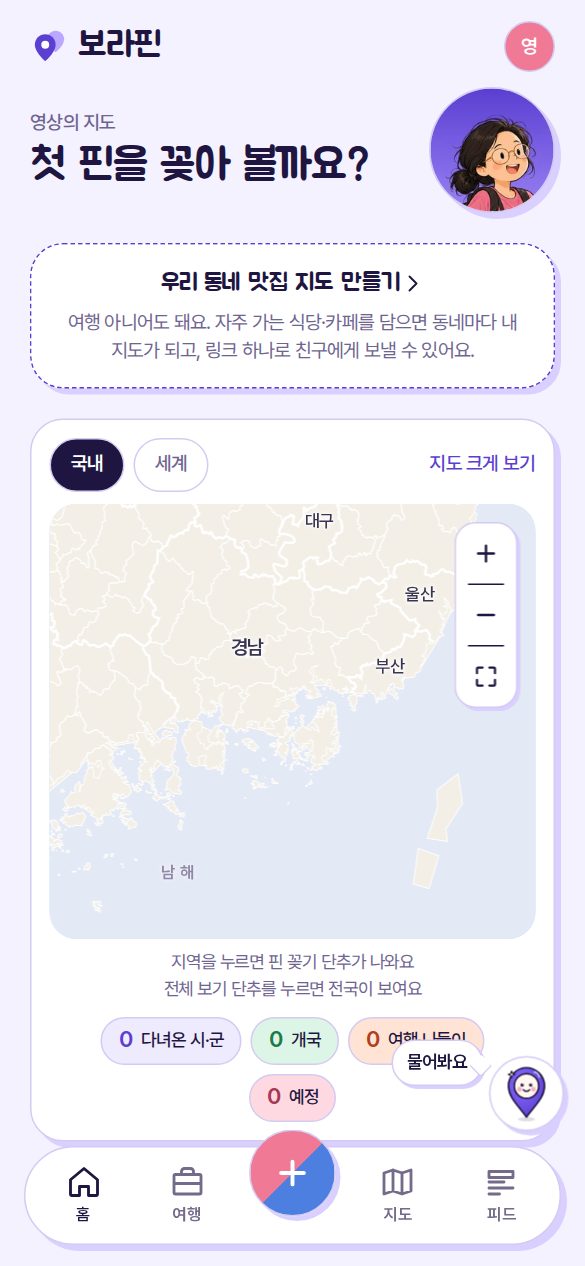 보라핀
영
영상의 지도
첫 핀을 꽂아 볼까요?
우리 동네 맛집 지도 만들기
여행 아니어도 돼요. 자주 가는 식당·카페를 담으면 동네마다 내
지도가 되고, 링크 하나로 친구에게 보낼 수 있어요.
국내
세계
지도 크게 보기
대구
울산
경남
부산
남해
지역을 누르면 핀 꽂기 단추가 나와요
전체 보기 단추를 누르면 전국이 보여요
0 다녀온 시·군
0 개국
0 여행·나들이
물어봐요
0 예정
홈
여행
지도
피드